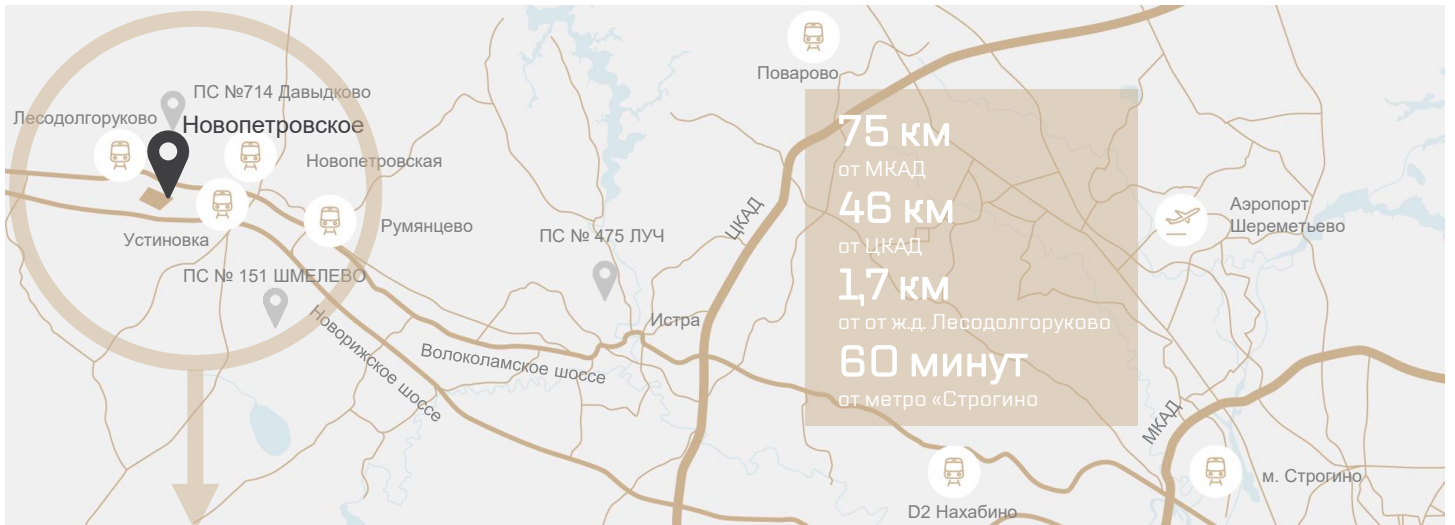 Поварово
ПС №714 Давыдково
Лесодолгоруково
Новопетровское
Новопетровская
75 км
от МКАД
46 км
от ЦКАД
1,7 км
от от ж.д. Лесодолгоруково
60 минут
от метро «Строгино
Аэропорт
Шереметьево
ЦКАД
Румянцево
Устиновка
ПС № 475 ЛУЧ
ПС № 151 ШМЕЛЕВО
Истра
Новорижское шоссе
Волоколамское шоссе
МКАД
м. Строгино
D2 Нахабино